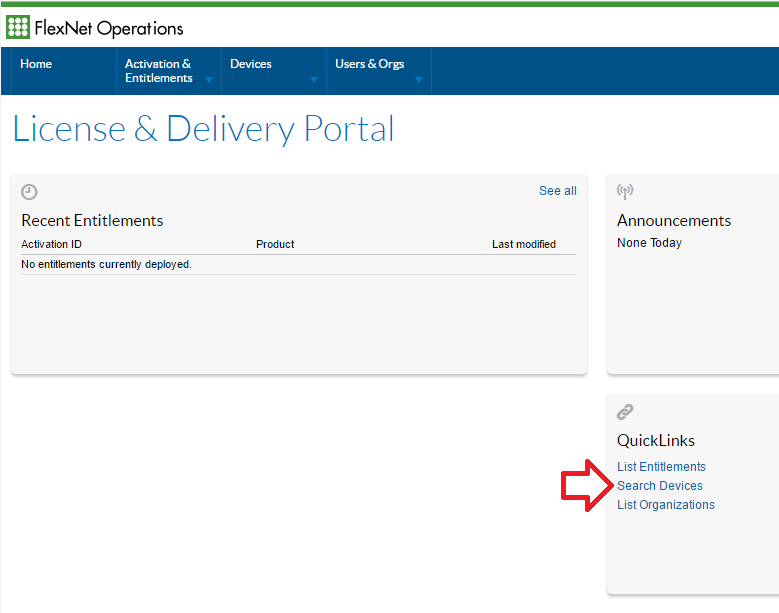 FlexNet Operations
Home
Activation &
Entitlements
Devices
Users & Orgs
License & Delivery Portal
See all
Recent Entitlements
Activation ID Product Last modified
No entitlements currently deployed.
Announcements
None Today
QuickLinks
List Entitlements
Search Devices
List Organizations